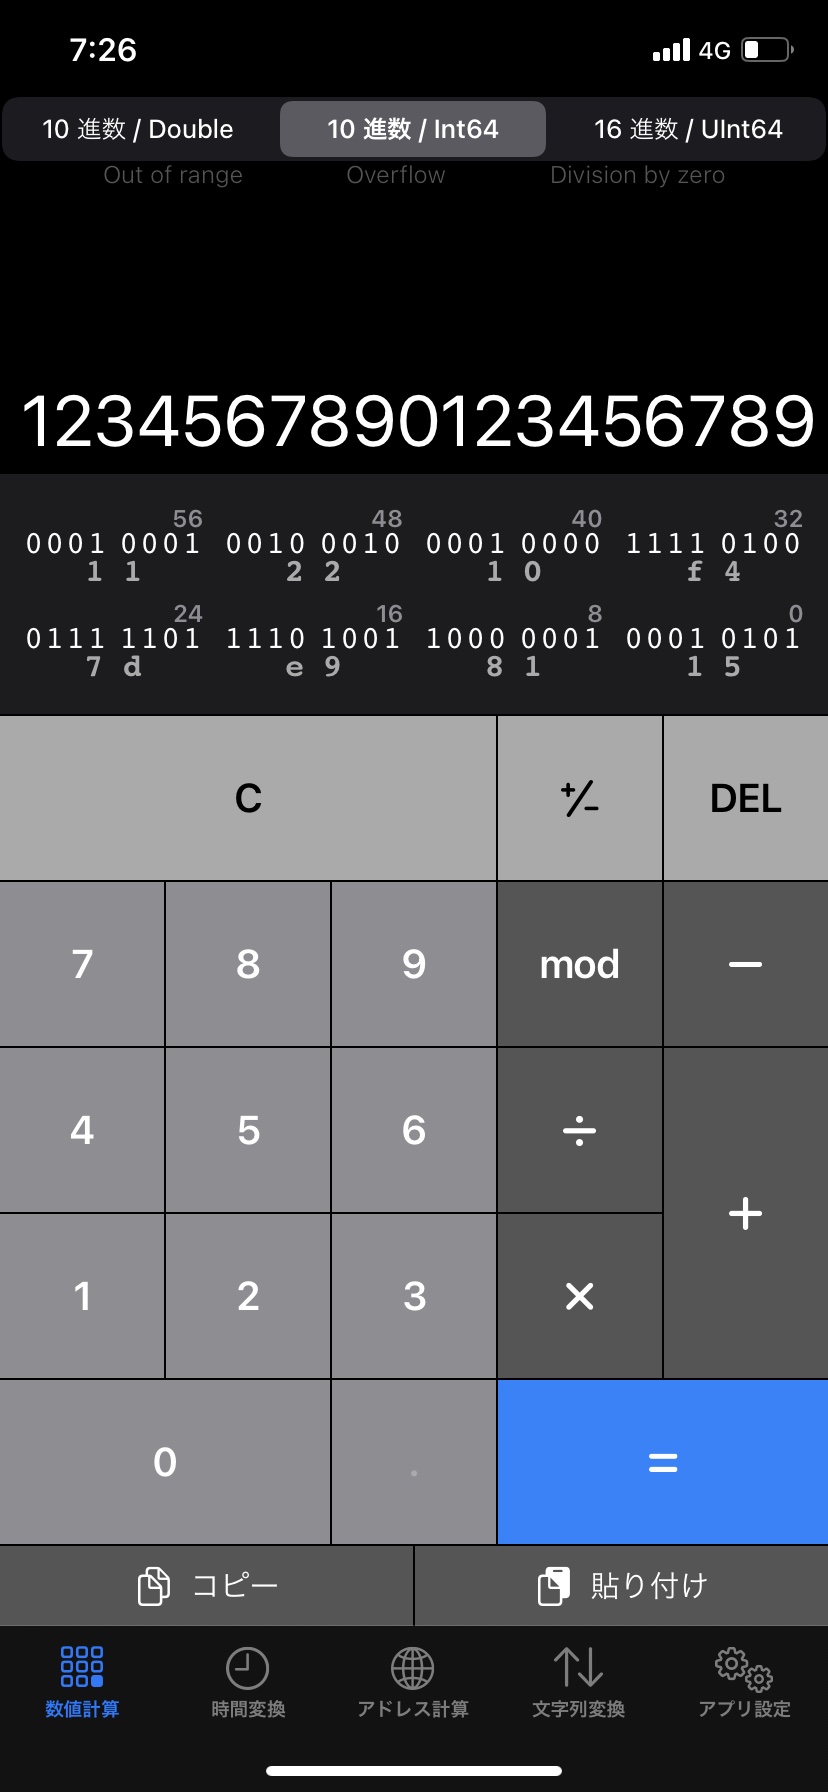 7:26 4G
10 進数 / Double 10 進数 / Int64 16 進数 / UInt64
Out of range Overflow Division by zero
1234567890123456789
56 48 40 32
0001 0001 0010 0010 0001 0000 1111 0100
1 1 2 2 1 0 f 4
24 16 8 0
0111 1101 1110 1001 1000 0001 0001 0101
7 d e 9 8 1 1 5
C +/− DEL
7 8 9 mod −
4 5 6 ÷
+
1 2 3 ×
0 . =
コピー 貼り付け
数値計算 時間変換 アドレス計算 文字列変換 アプリ設定